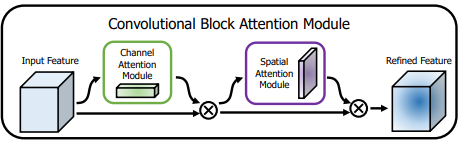 Convolutional Block Attention Module
Input Feature
Channel
Attention
Module
Spatial
Attention
Module
Refined Feature